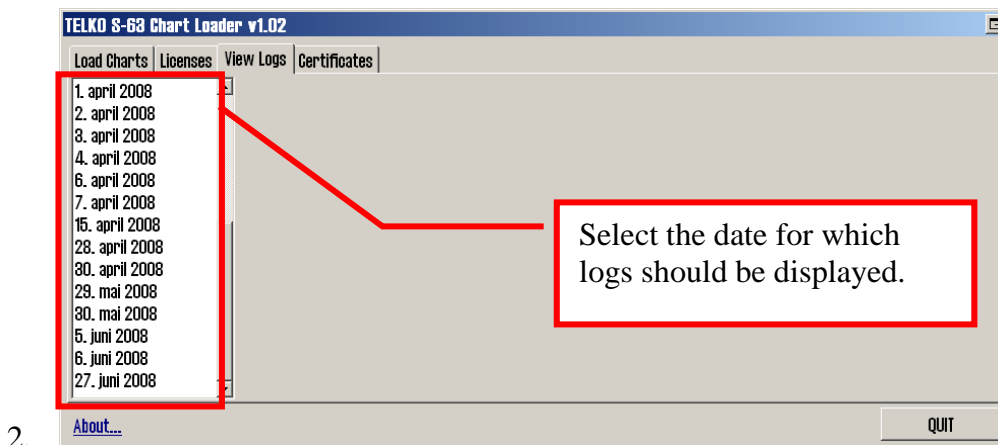 TELKO S-63 Chart Loader v1.02
Load Charts Licenses View Logs Certificates
1. april 2008
2. april 2008
3. april 2008
4. april 2008
6. april 2008
7. april 2008
15. april 2008
28. april 2008
30. april 2008
29. mai 2008
30. mai 2008
5. juni 2008
6. juni 2008
27. juni 2008
Select the date for which
logs should be displayed.
2.
About...
QUIT